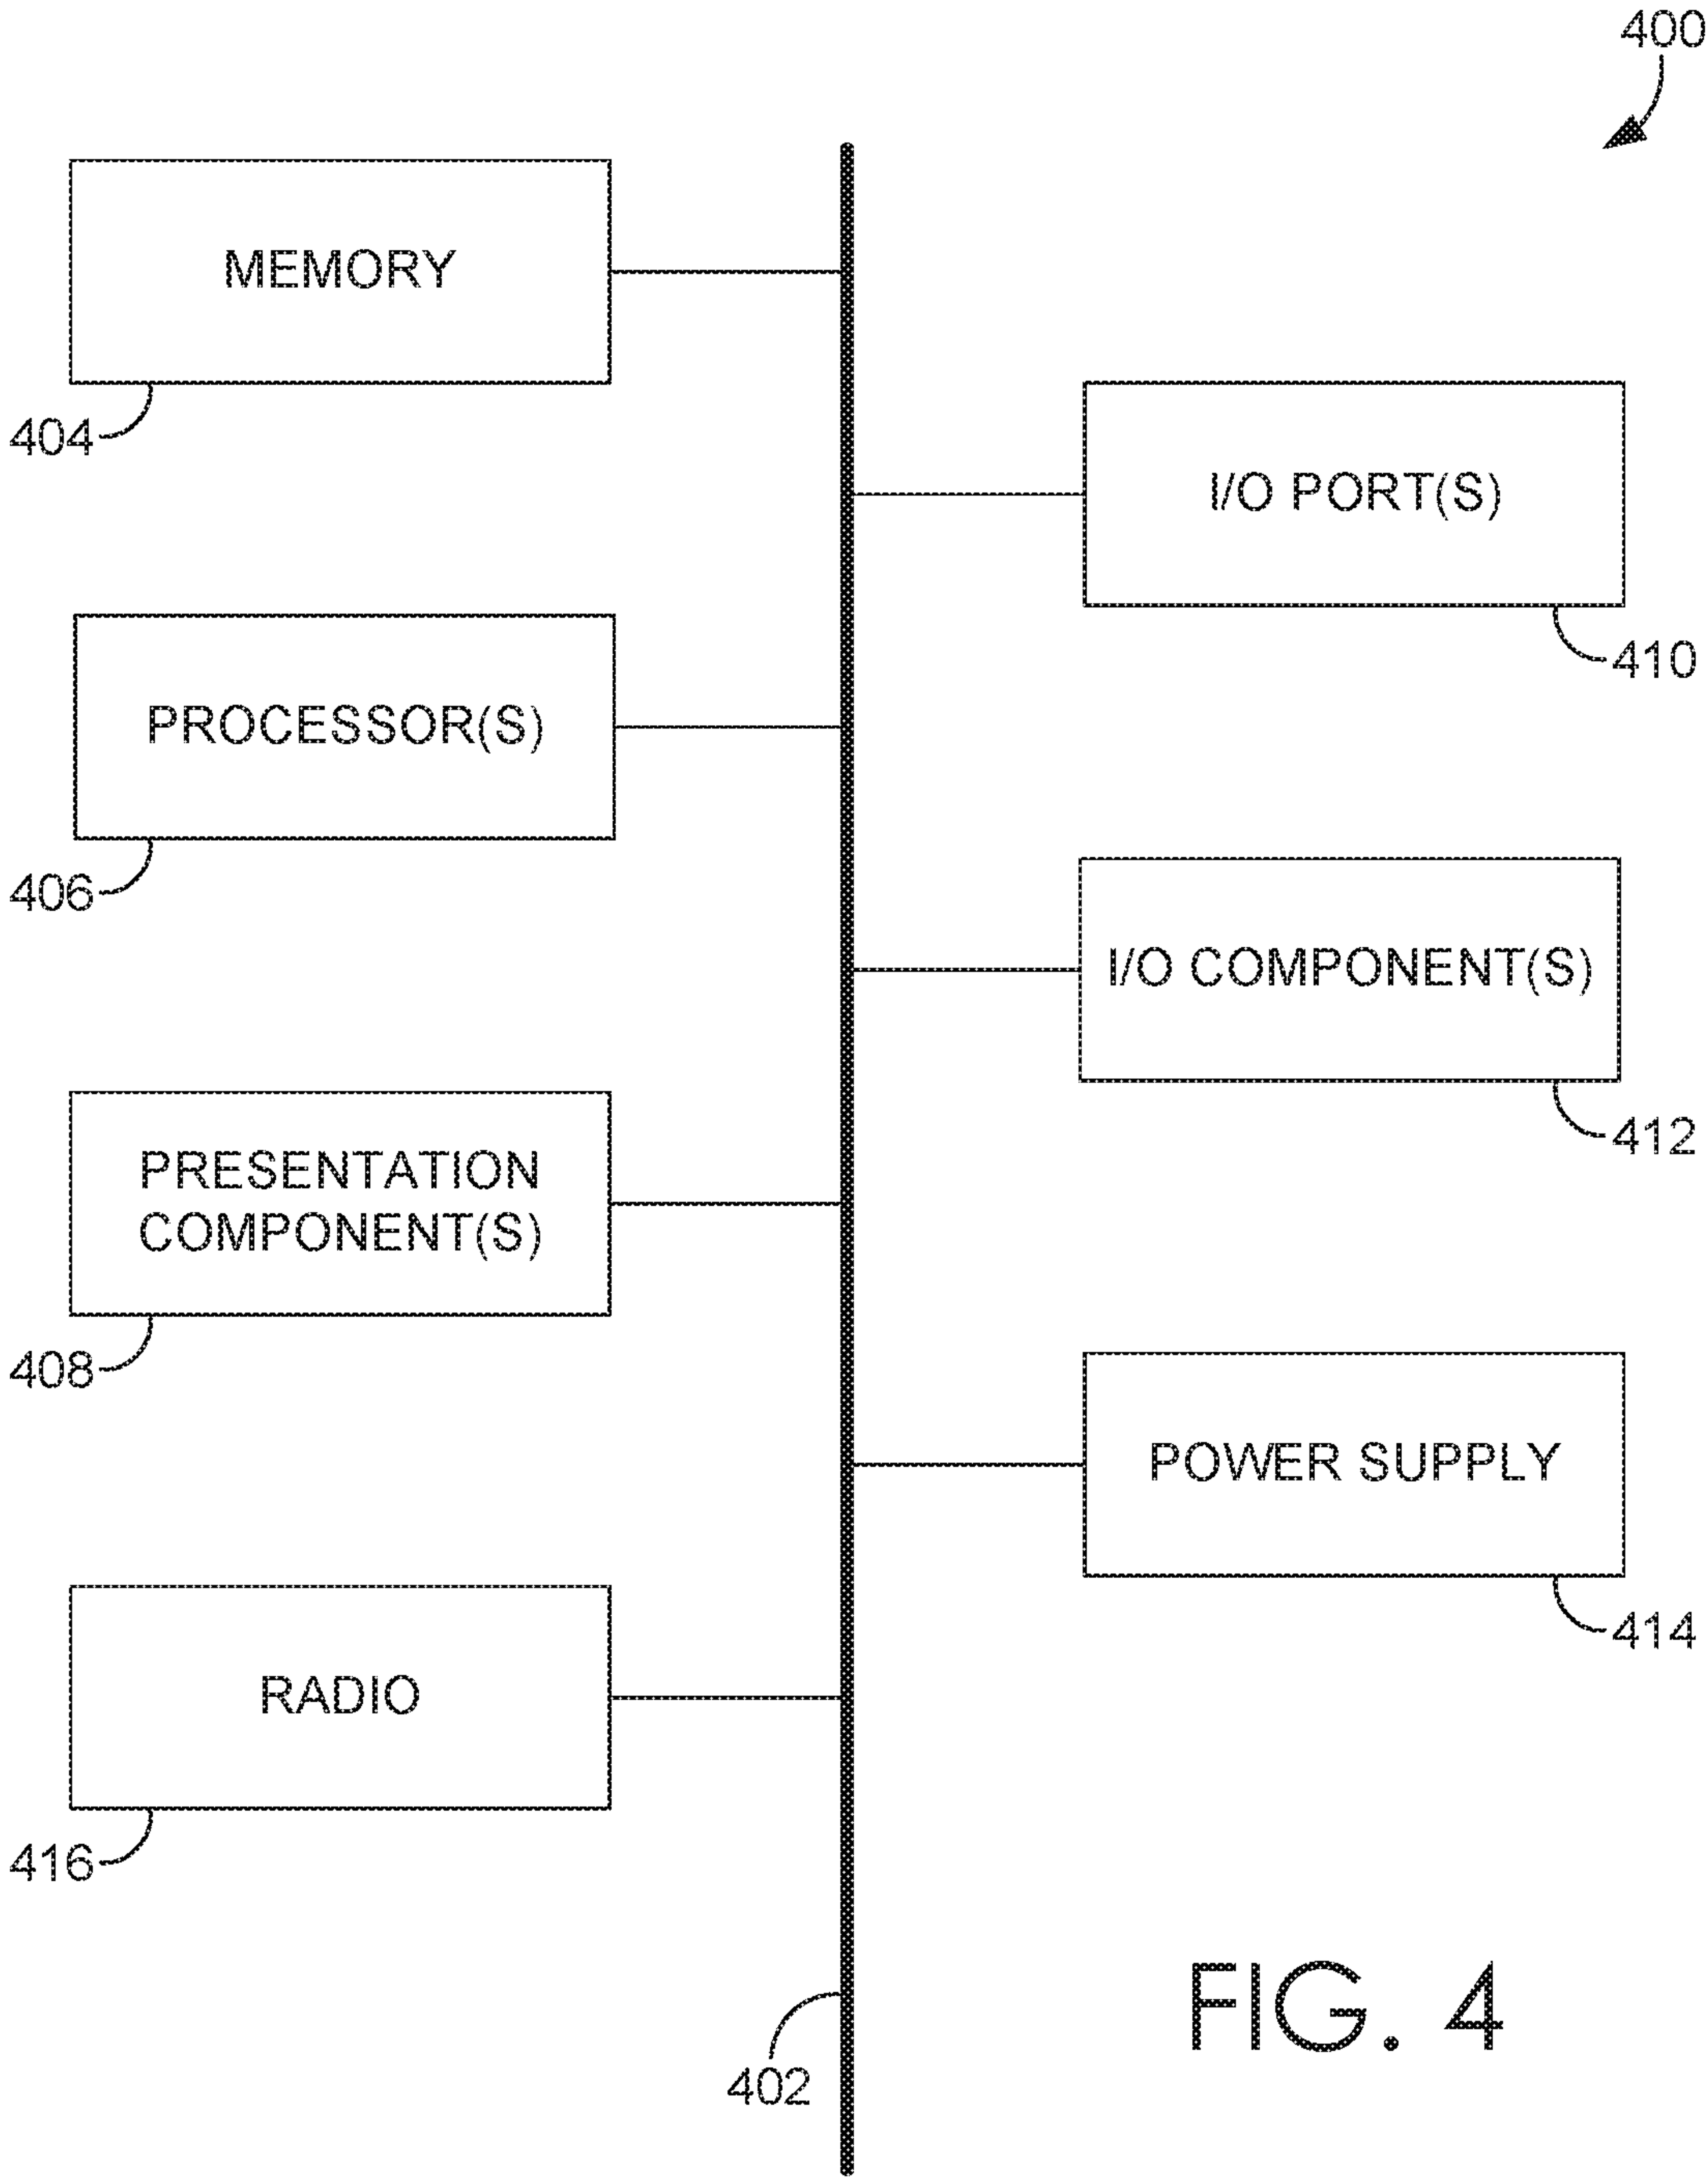 400
MEMORY
404
I/O PORT(S)
410
PROCESSOR(S)
406
I/O COMPONENT(S)
412
PRESENTATION
COMPONENT(S)
408
POWER SUPPLY
414
RADIO
416
402
FIG. 4